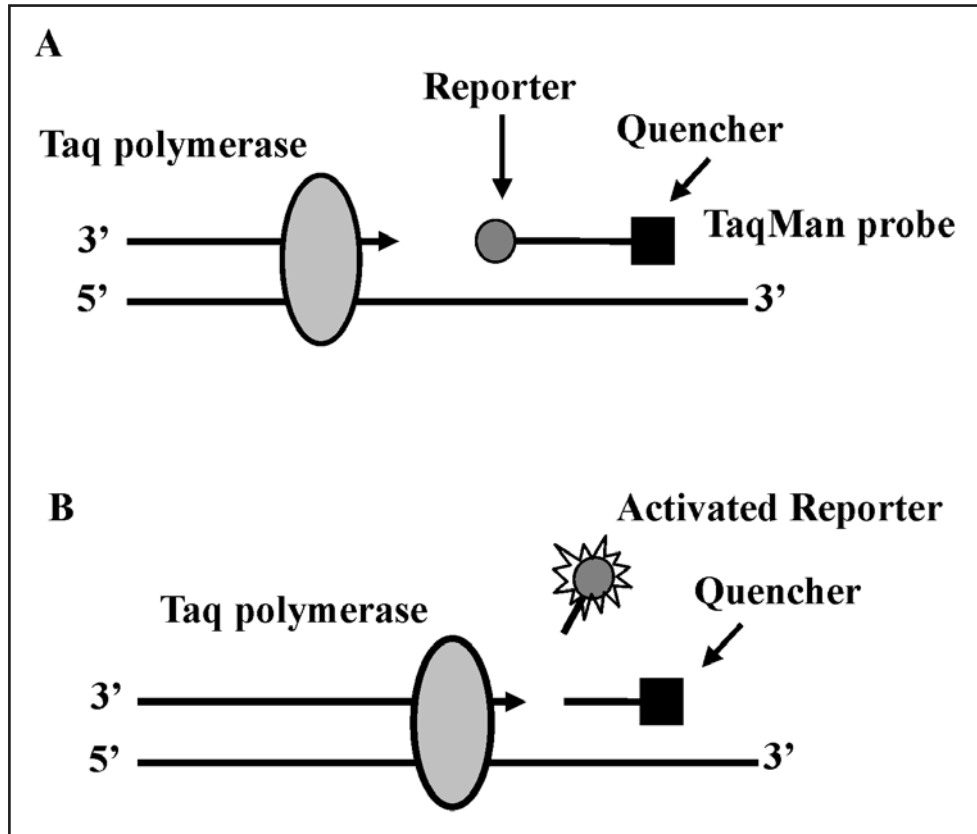 A
Reporter
Quencher
Taq polymerase
3’
TaqMan probe
5’
3’
B
Activated Reporter
Quencher
Taq polymerase
3’
5’
3’